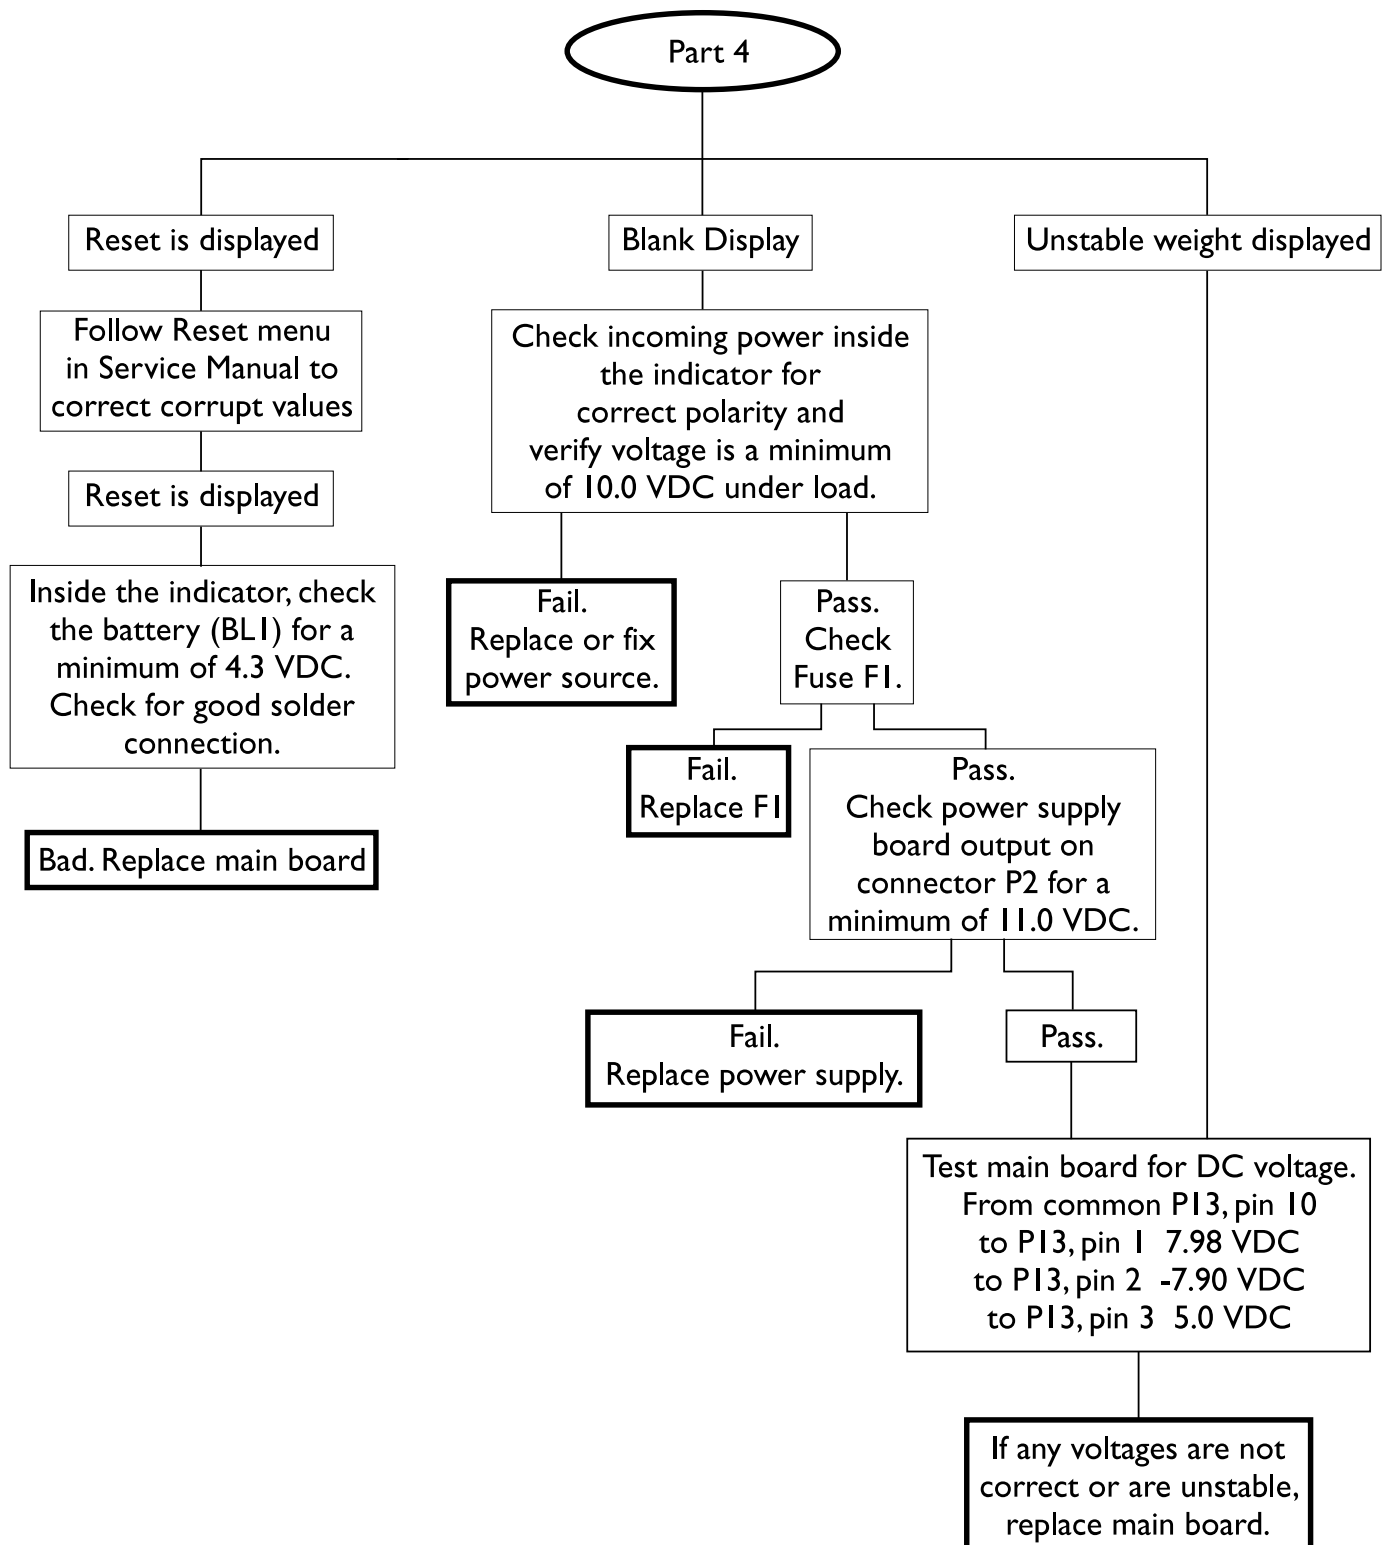 Part 4
Reset is displayed
Blank Display
Unstable weight displayed
Follow Reset menu
in Service Manual to
correct corrupt values
Reset is displayed
Inside the indicator, check
the battery (BL1) for a
minimum of 4.3 VDC.
Check for good solder
connection.
Bad. Replace main board
Check incoming power inside
the indicator for
correct polarity and
verify voltage is a minimum
of 10.0 VDC under load.
Fail.
Replace or fix
power source.
Pass.
Check
Fuse F1.
Fail.
Replace F1
Pass.
Check power supply
board output on
connector P2 for a
minimum of 11.0 VDC.
Fail.
Replace power supply.
Pass.
Test main board for DC voltage.
From common P13, pin 10
to P13, pin 1 7.98 VDC
to P13, pin 2 -7.90 VDC
to P13, pin 3 5.0 VDC
If any voltages are not
correct or are unstable,
replace main board.